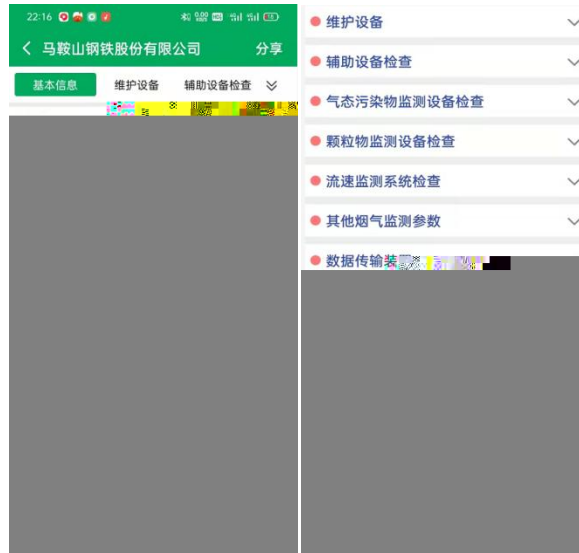 22:16
马鞍山钢铁股份有限公司 分享
基本信息 维护设备 辅助设备检查
维护设备
辅助设备检查
气态污染物监测设备检查
颗粒物监测设备检查
流速监测系统检查
其他烟气监测参数
数据传输装